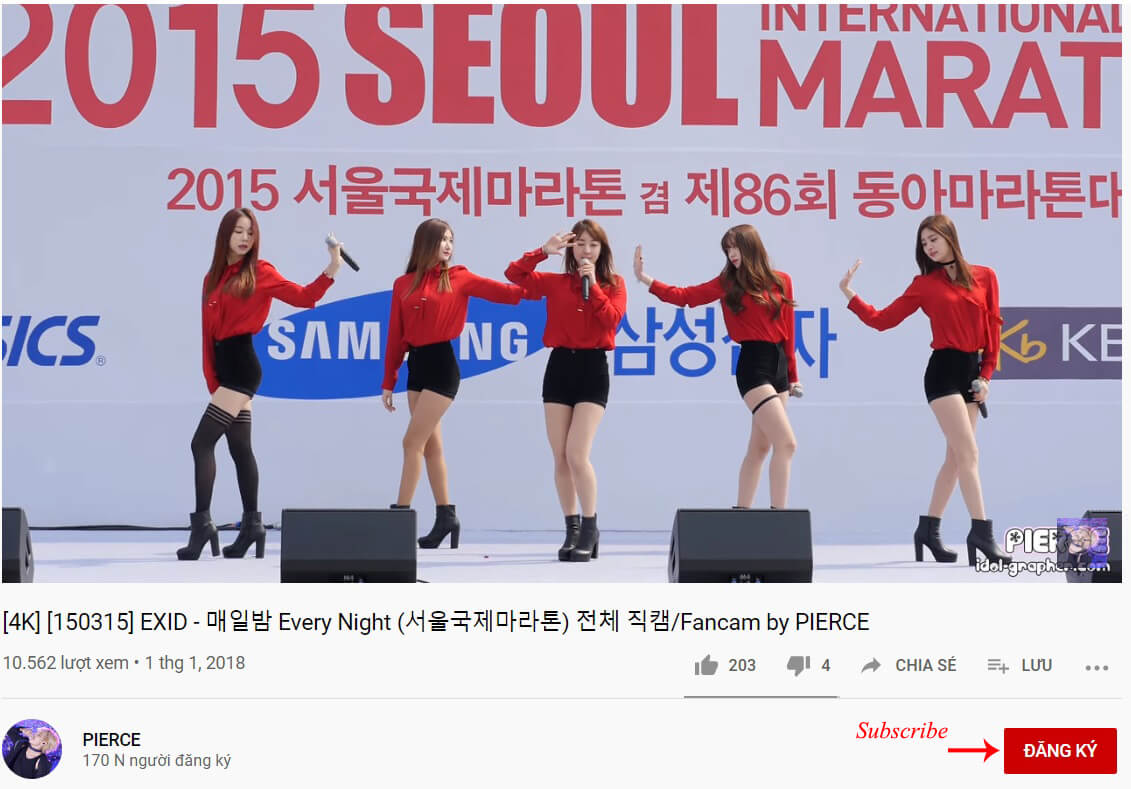 2015 SEOUL INTERNATIONAL
MARAT
2015 서울국제마라톤 겸 제86회 동아마라톤대
SICS®
SAM NG 삼성 자
Kb KB
*PIERCE
idol-grapher.com
[4K] [150315] EXID - 매일밤 Every Night (서울국제마라톤) 전체 직캠/Fancam by PIERCE
10.562 lượt xem • 1 thg 1, 2018
203
4
CHIA SẺ
LƯU
PIERCE
170 N người đăng ký
Subscribe
ĐĂNG KÝ